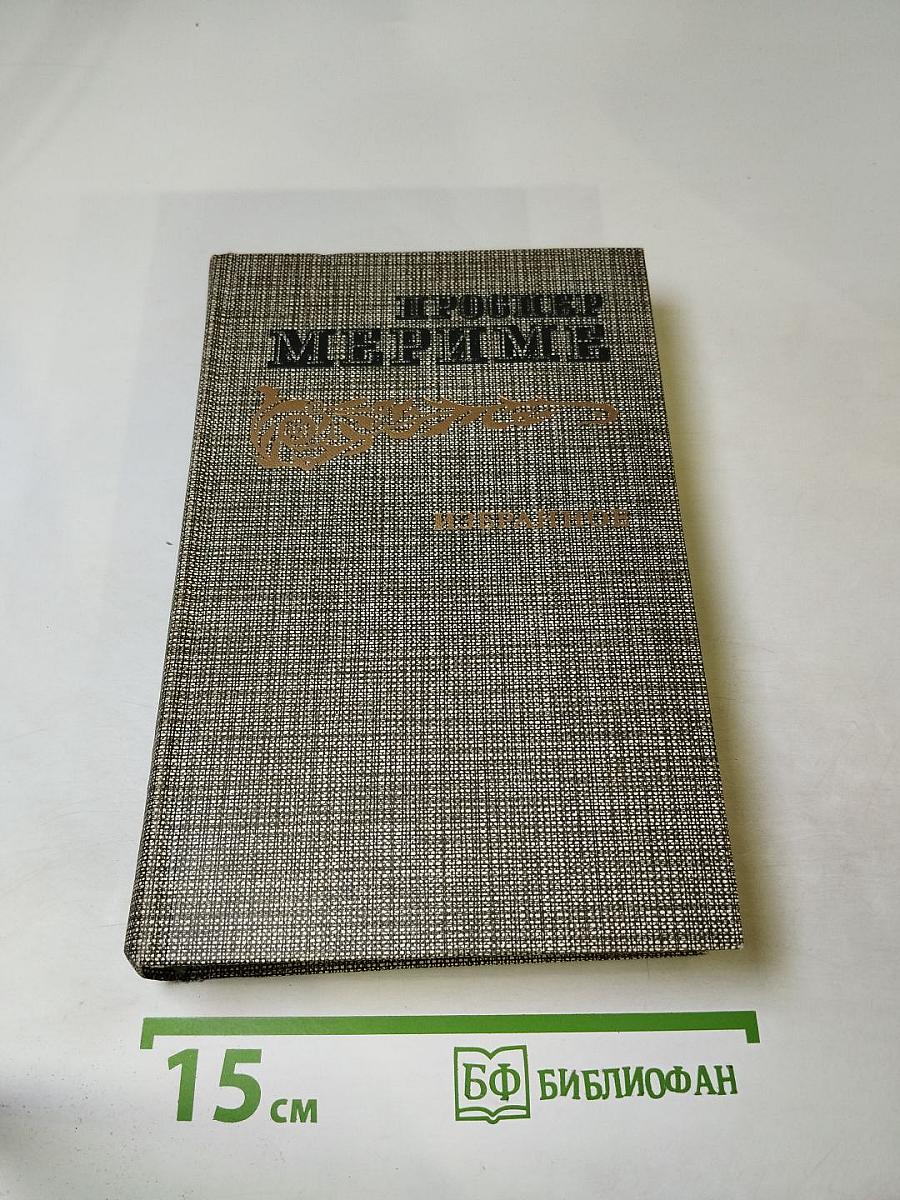 ПРОСПЕР
МЕРИМЕ
ИЗБРАННОЕ
15 см
БФ БИБЛИОФАН